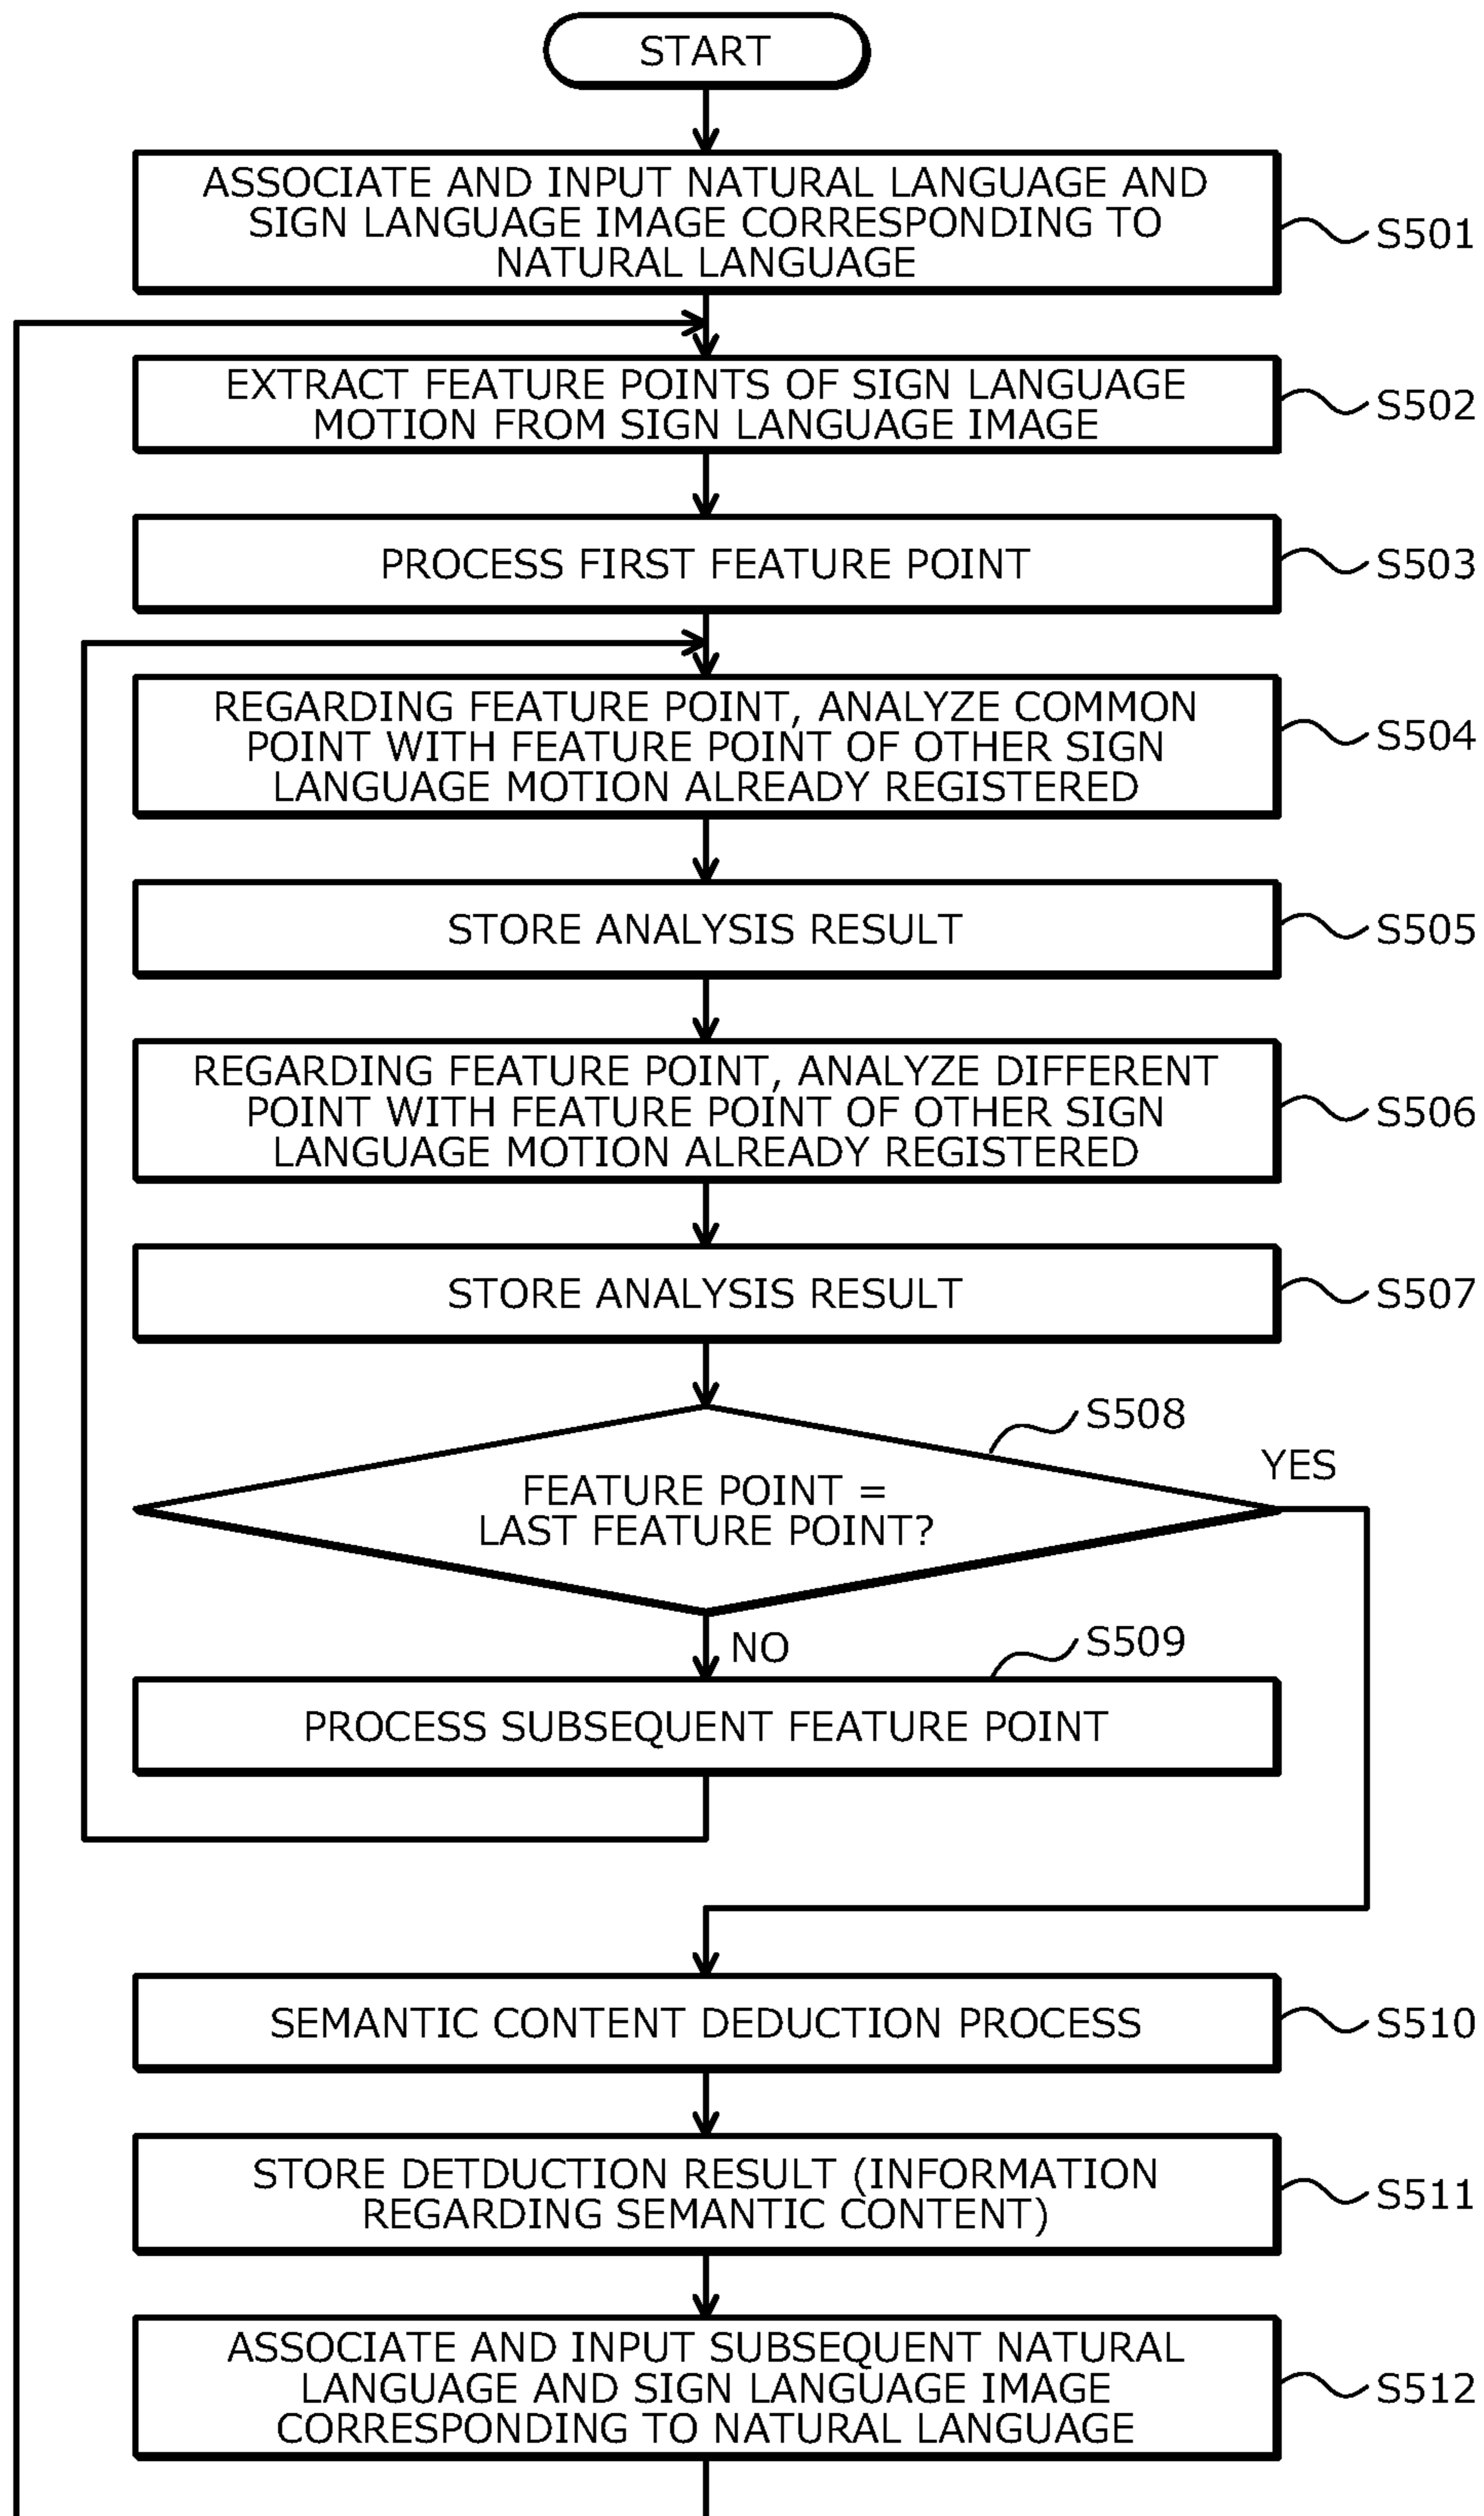 START
ASSOCIATE AND INPUT NATURAL LANGUAGE AND
SIGN LANGUAGE IMAGE CORRESPONDING TO
NATURAL LANGUAGE
S501
EXTRACT FEATURE POINTS OF SIGN LANGUAGE
MOTION FROM SIGN LANGUAGE IMAGE
S502
PROCESS FIRST FEATURE POINT
S503
REGARDING FEATURE POINT, ANALYZE COMMON
POINT WITH FEATURE POINT OF OTHER SIGN
LANGUAGE MOTION ALREADY REGISTERED
S504
STORE ANALYSIS RESULT
S505
REGARDING FEATURE POINT, ANALYZE DIFFERENT
POINT WITH FEATURE POINT OF OTHER SIGN
LANGUAGE MOTION ALREADY REGISTERED
S506
STORE ANALYSIS RESULT
S507
S508
YES
FEATURE POINT =
LAST FEATURE POINT?
NO
S509
PROCESS SUBSEQUENT FEATURE POINT
SEMANTIC CONTENT DEDUCTION PROCESS
S510
STORE DETDUCTION RESULT (INFORMATION
REGARDING SEMANTIC CONTENT)
S511
ASSOCIATE AND INPUT SUBSEQUENT NATURAL
LANGUAGE AND SIGN LANGUAGE IMAGE
CORRESPONDING TO NATURAL LANGUAGE
S512